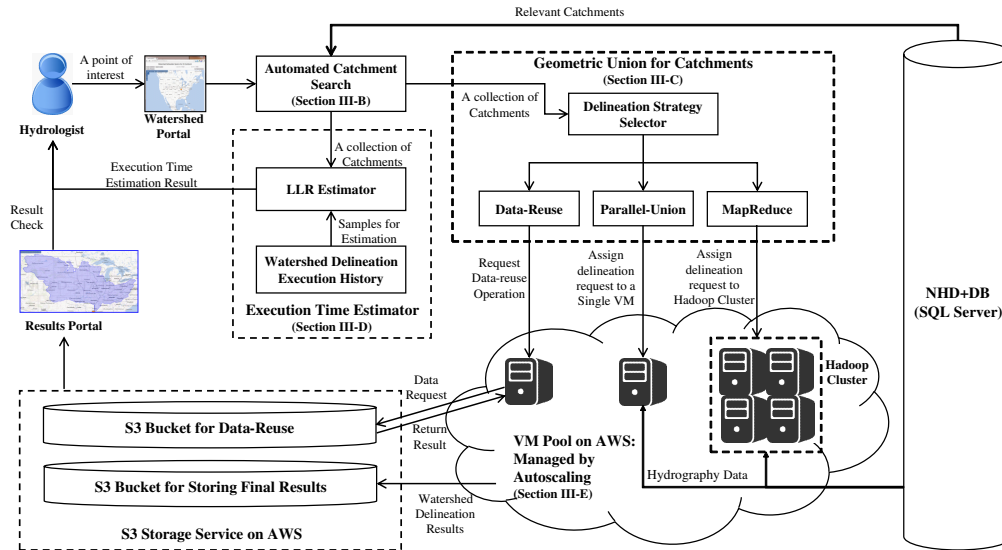 Relevant Catchments
A point of
interest
Hydrologist
Watershed
Portal
Automated Catchment
Search
(Section III-B)
A collection of
Catchments
Geometric Union for Catchments
(Section III-C)
A collection of
Catchments
Delineation Strategy
Selector
Data-Reuse
Parallel-Union
MapReduce
Execution Time
Estimation Result
LLR Estimator
Samples for
Estimation
Watershed Delineation
Execution History
Execution Time Estimator
(Section III-D)
Result
Check
Results Portal
Request
Data-reuse
Operation
Assign
delineation
request to a
Single VM
Assign
delineation
request to
Hadoop Cluster
NHD+DB
(SQL Server)
Hadoop
Cluster
Data
Request
Return
Result
S3 Bucket for Data-Reuse
S3 Bucket for Storing Final Results
S3 Storage Service on AWS
VM Pool on AWS:
Managed by
Autoscaling
(Section III-E)
Hydrography Data
Watershed
Delineation
Results